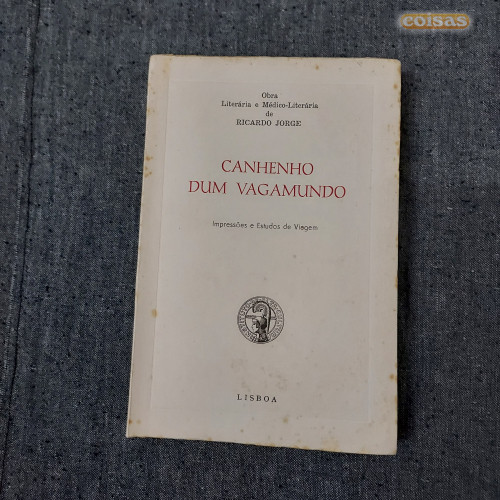 coisas
Obra
Literária e Médico-Literária
de
RICARDO JORGE
CANHENHO
DUM VAGAMUNDO
Impressões e Estudos de Viagem
LISBOA